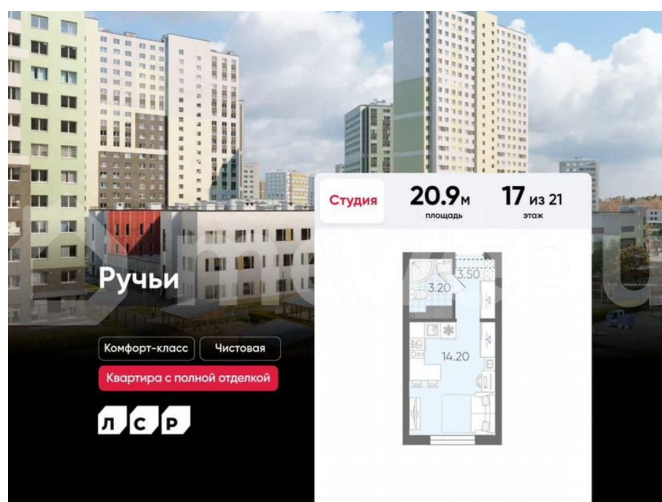 Студия
20.9 м
площадь
17 из 21
этаж
Ручьи
3.20
3.50
14.20
Комфорт-класс
Чистовая
Квартира с полной отделкой
ЛСР